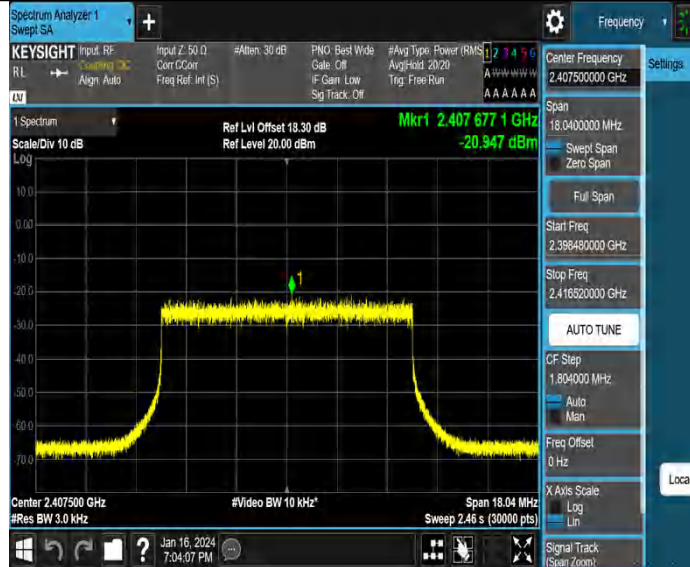 Spectrum Analyzer 1
Swept SA
+
Frequency
KEYSIGHT
RL
Input: RF
Coupling: DC
Align: Auto
Input Z: 50 Ω
Corr CCorr
Freq Ref: Int (S)
#Atten: 30 dB
PNO: Best Wide
Gate: Off
IF Gain: Low
Sig Track: Off
#Avg Type: Power (RMS
Avg|Hold: 20/20
Trig: Free Run
1 2 3 4 5 6
A W W W W W
A A A A A A
LXI
1 Spectrum
Scale/Div 10 dB
Log
Ref Lvl Offset 18.30 dB
Ref Level 20.00 dBm
Mkr1 2.407 677 1 GHz
-20.947 dBm
10.0
0.00
-10.0
-20.0
-30.0
-40.0
-50.0
-60.0
-70.0
1
Center 2.407500 GHz
#Res BW 3.0 kHz
#Video BW 10 kHz*
Span 18.04 MHz
Sweep 2.46 s (30000 pts)
Jan 16, 2024
7:04:07 PM
?
Center Frequency
2.407500000 GHz
Span
18.0400000 MHz
Swept Span
Zero Span
Full Span
Start Freq
2.398480000 GHz
Stop Freq
2.416520000 GHz
AUTO TUNE
CF Step
1.804000 MHz
Auto
Man
Freq Offset
0 Hz
X Axis Scale
Log
Lin
Signal Track
(Span Zoom)
Settings
Loca